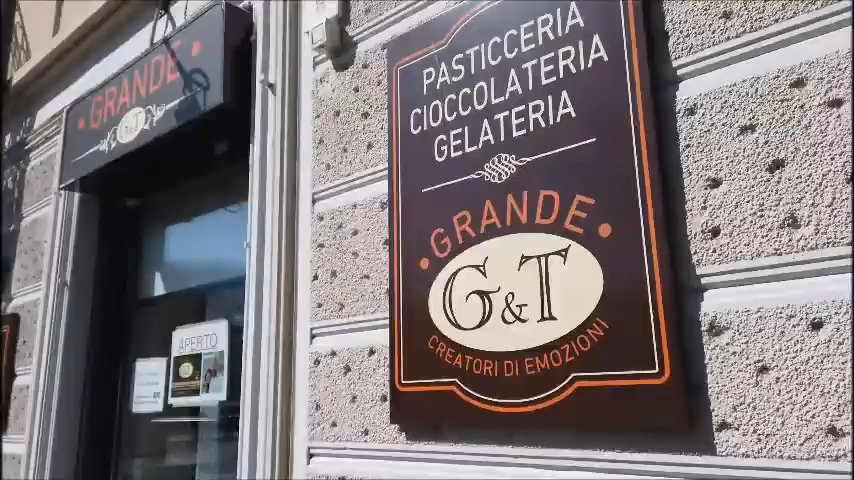 GRANDE
G&T
PASTICCERIA
CIOCCOLATERIA
GELATERIA
GRANDE
G&T
CREATORI DI EMOZIONI
APERTO